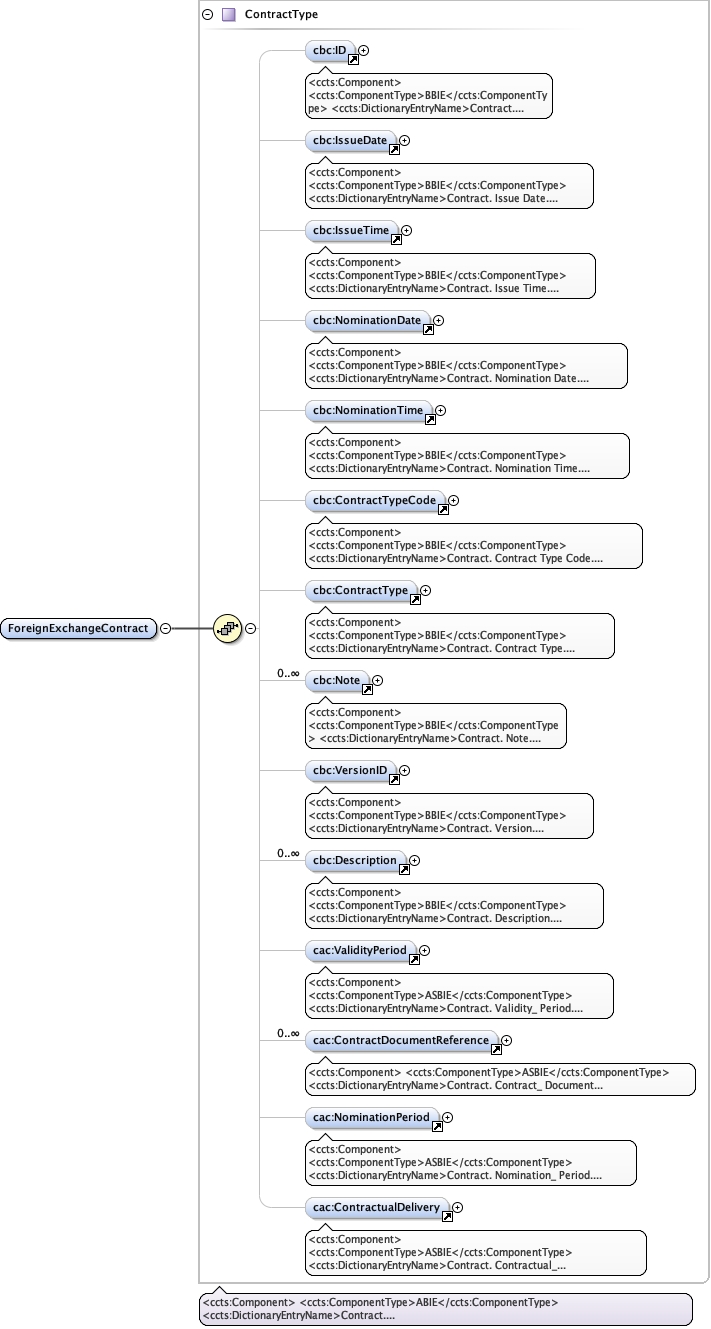 ContractType
cbc:ID
<ccts:Component>
<ccts:ComponentType>BBIE</ccts:ComponentTy
pe> <ccts:DictionaryEntryName>Contract....
cbc:IssueDate
<ccts:Component>
<ccts:ComponentType>BBIE</ccts:ComponentType>
<ccts:DictionaryEntryName>Contract. Issue Date....
cbc:IssueTime
<ccts:Component>
<ccts:ComponentType>BBIE</ccts:ComponentType>
<ccts:DictionaryEntryName>Contract. Issue Time....
cbc:NominationDate
<ccts:Component>
<ccts:ComponentType>BBIE</ccts:ComponentType>
<ccts:DictionaryEntryName>Contract. Nomination Date....
cbc:NominationTime
<ccts:Component>
<ccts:ComponentType>BBIE</ccts:ComponentType>
<ccts:DictionaryEntryName>Contract. Nomination Time....
cbc:ContractTypeCode
<ccts:Component>
<ccts:ComponentType>BBIE</ccts:ComponentType>
<ccts:DictionaryEntryName>Contract. Contract Type Code....
cbc:ContractType
<ccts:Component>
<ccts:ComponentType>BBIE</ccts:ComponentType>
<ccts:DictionaryEntryName>Contract. Contract Type....
ForeignExchangeContract
0..∞
cbc:Note
<ccts:Component>
<ccts:ComponentType>BBIE</ccts:ComponentType
> <ccts:DictionaryEntryName>Contract. Note....
cbc:VersionID
<ccts:Component>
<ccts:ComponentType>BBIE</ccts:ComponentType>
<ccts:DictionaryEntryName>Contract. Version....
0..∞
cbc:Description
<ccts:Component>
<ccts:ComponentType>BBIE</ccts:ComponentType>
<ccts:DictionaryEntryName>Contract. Description....
cac:ValidityPeriod
<ccts:Component>
<ccts:ComponentType>ASBIE</ccts:ComponentType>
<ccts:DictionaryEntryName>Contract. Validity_ Period....
0..∞
cac:ContractDocumentReference
<ccts:Component> <ccts:ComponentType>ASBIE</ccts:ComponentType>
<ccts:DictionaryEntryName>Contract. Contract_ Document...
cac:NominationPeriod
<ccts:Component>
<ccts:ComponentType>ASBIE</ccts:ComponentType>
<ccts:DictionaryEntryName>Contract. Nomination_ Period....
cac:ContractualDelivery
<ccts:Component>
<ccts:ComponentType>ASBIE</ccts:ComponentType>
<ccts:DictionaryEntryName>Contract. Contractual_...
<ccts:Component> <ccts:ComponentType>ABIE</ccts:ComponentType>
<ccts:DictionaryEntryName>Contract....